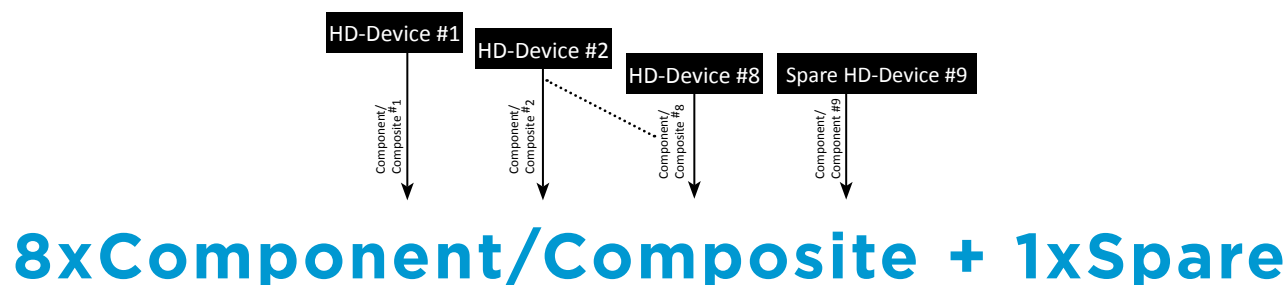 HD-Device #1
HD-Device #2
HD-Device #8
Spare HD-Device #9
Component/
Composite #1
Component/
Composite #2
Component/
Composite #8
Component/
Component #9
8xComponent/Composite + 1xSpare